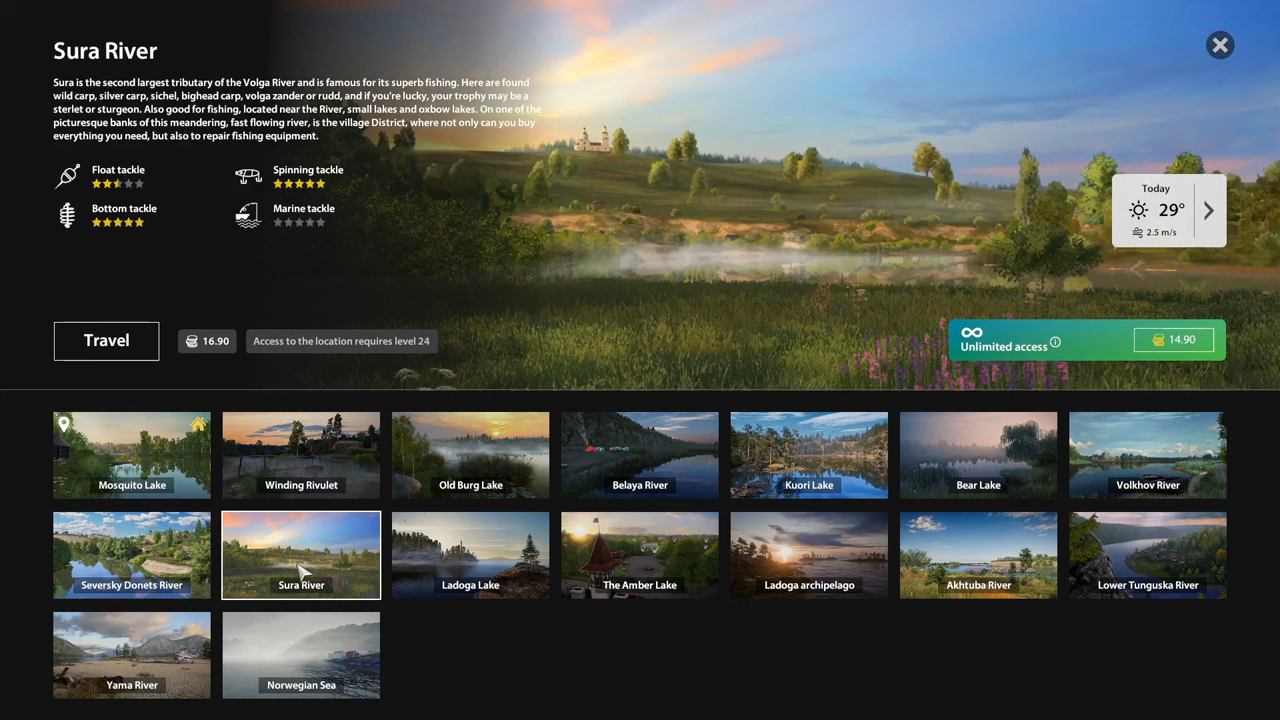 Sura River
Sura is the second largest tributary of the Volga River and is famous for its superb fishing. Here are found
wild carp, silver carp, sichel, bighead carp, volga zander or rudd, and if you're lucky, your trophy may be a
sterlet or sturgeon. Also good for fishing, located near the River, small lakes and oxbow lakes. On one of the
picturesque banks of this meandering, fast flowing river, is the village District, where not only can you buy
everything you need, but also to repair fishing equipment.
Float tackle
Spinning tackle
Bottom tackle
Marine tackle
Today
29°
2.5 m/s
Travel
16.90
Access to the location requires level 24
Unlimited access
14.90
Mosquito Lake
Winding Rivulet
Old Burg Lake
Belaya River
Kuori Lake
Bear Lake
Volkhov River
Seversky Donets River
Sura River
Ladoga Lake
The Amber Lake
Ladoga archipelago
Akhtuba River
Lower Tunguska River
Yama River
Norwegian Sea